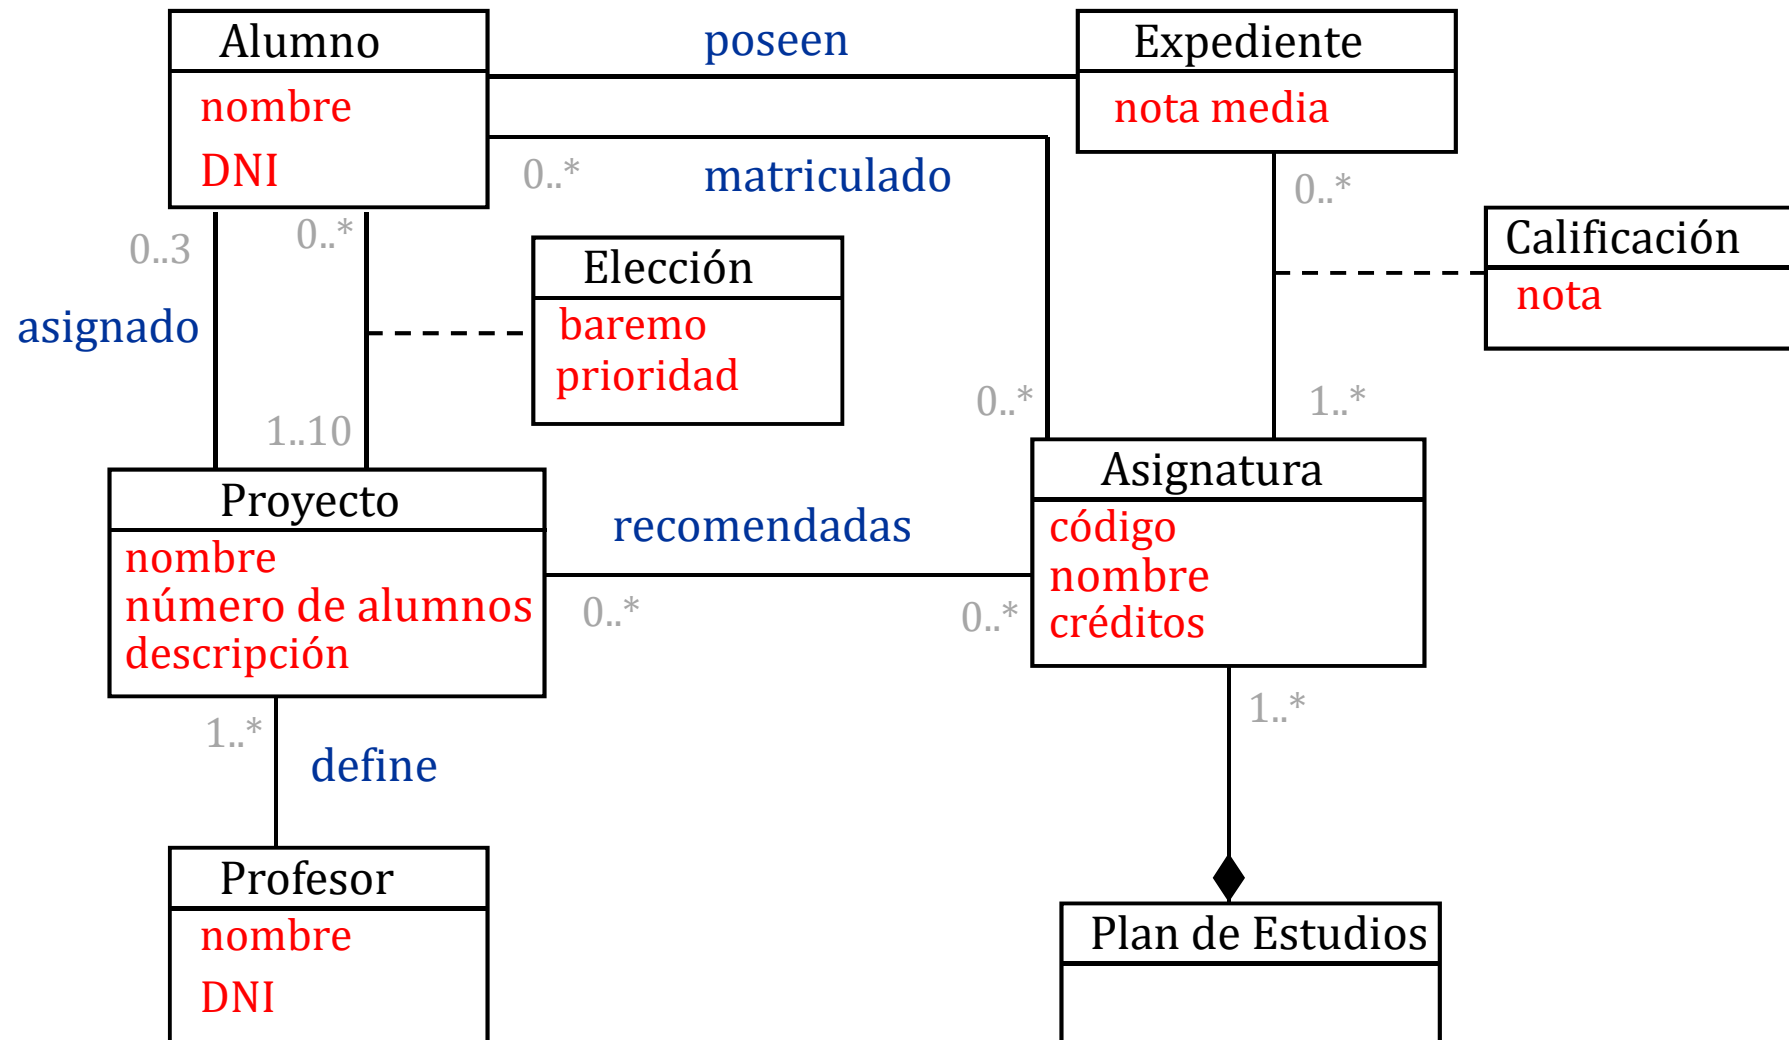 Alumno
nombre
DNI
poseen
Expediente
nota media
0..*
matriculado
0..*
Calificación
nota
0..3
0..*
asignado
Elección
baremo
prioridad
1..10
0..*
1..*
Proyecto
nombre
número de alumnos
descripción
recomendadas
0..*
0..*
Asignatura
código
nombre
créditos
1..*
define
1..*
Profesor
nombre
DNI
Plan de Estudios